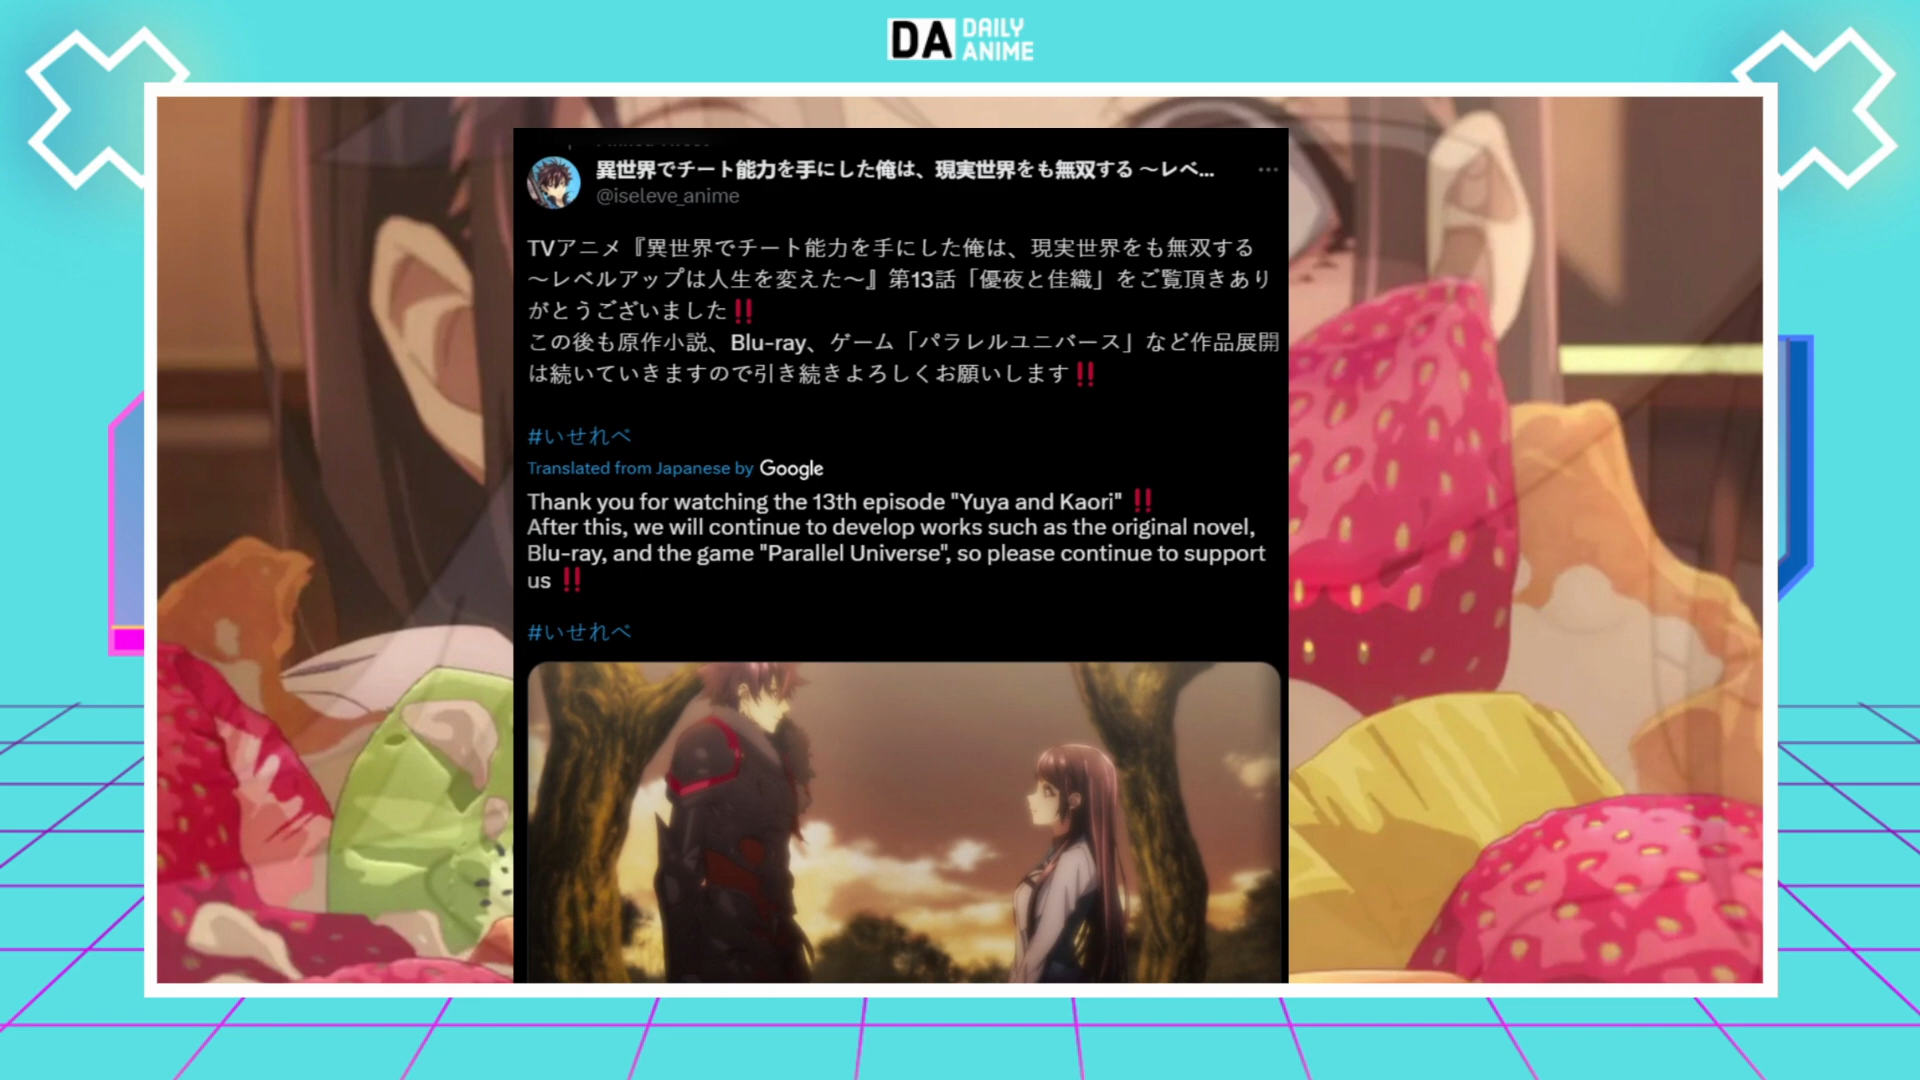 DA DAILY ANIME
異世界でチート能力を手にした俺は、現実世界をも無双する ～レベ...
@iseleve_anime
TVアニメ『異世界でチート能力を手にした俺は、現実世界をも無双する
～レベルアップは人生を変えた～』第13話「優夜と佳織」をご覧頂きあり
がとうございました‼
この後も原作小説、Blu-ray、ゲーム「パラレルユニバース」など作品展開
は続いていきますので引き続きよろしくお願いします‼
#いせれべ
Translated from Japanese by Google
Thank you for watching the 13th episode "Yuya and Kaori" ‼
After this, we will continue to develop works such as the original novel,
Blu-ray, and the game "Parallel Universe", so please continue to support
us ‼
#いせれべ